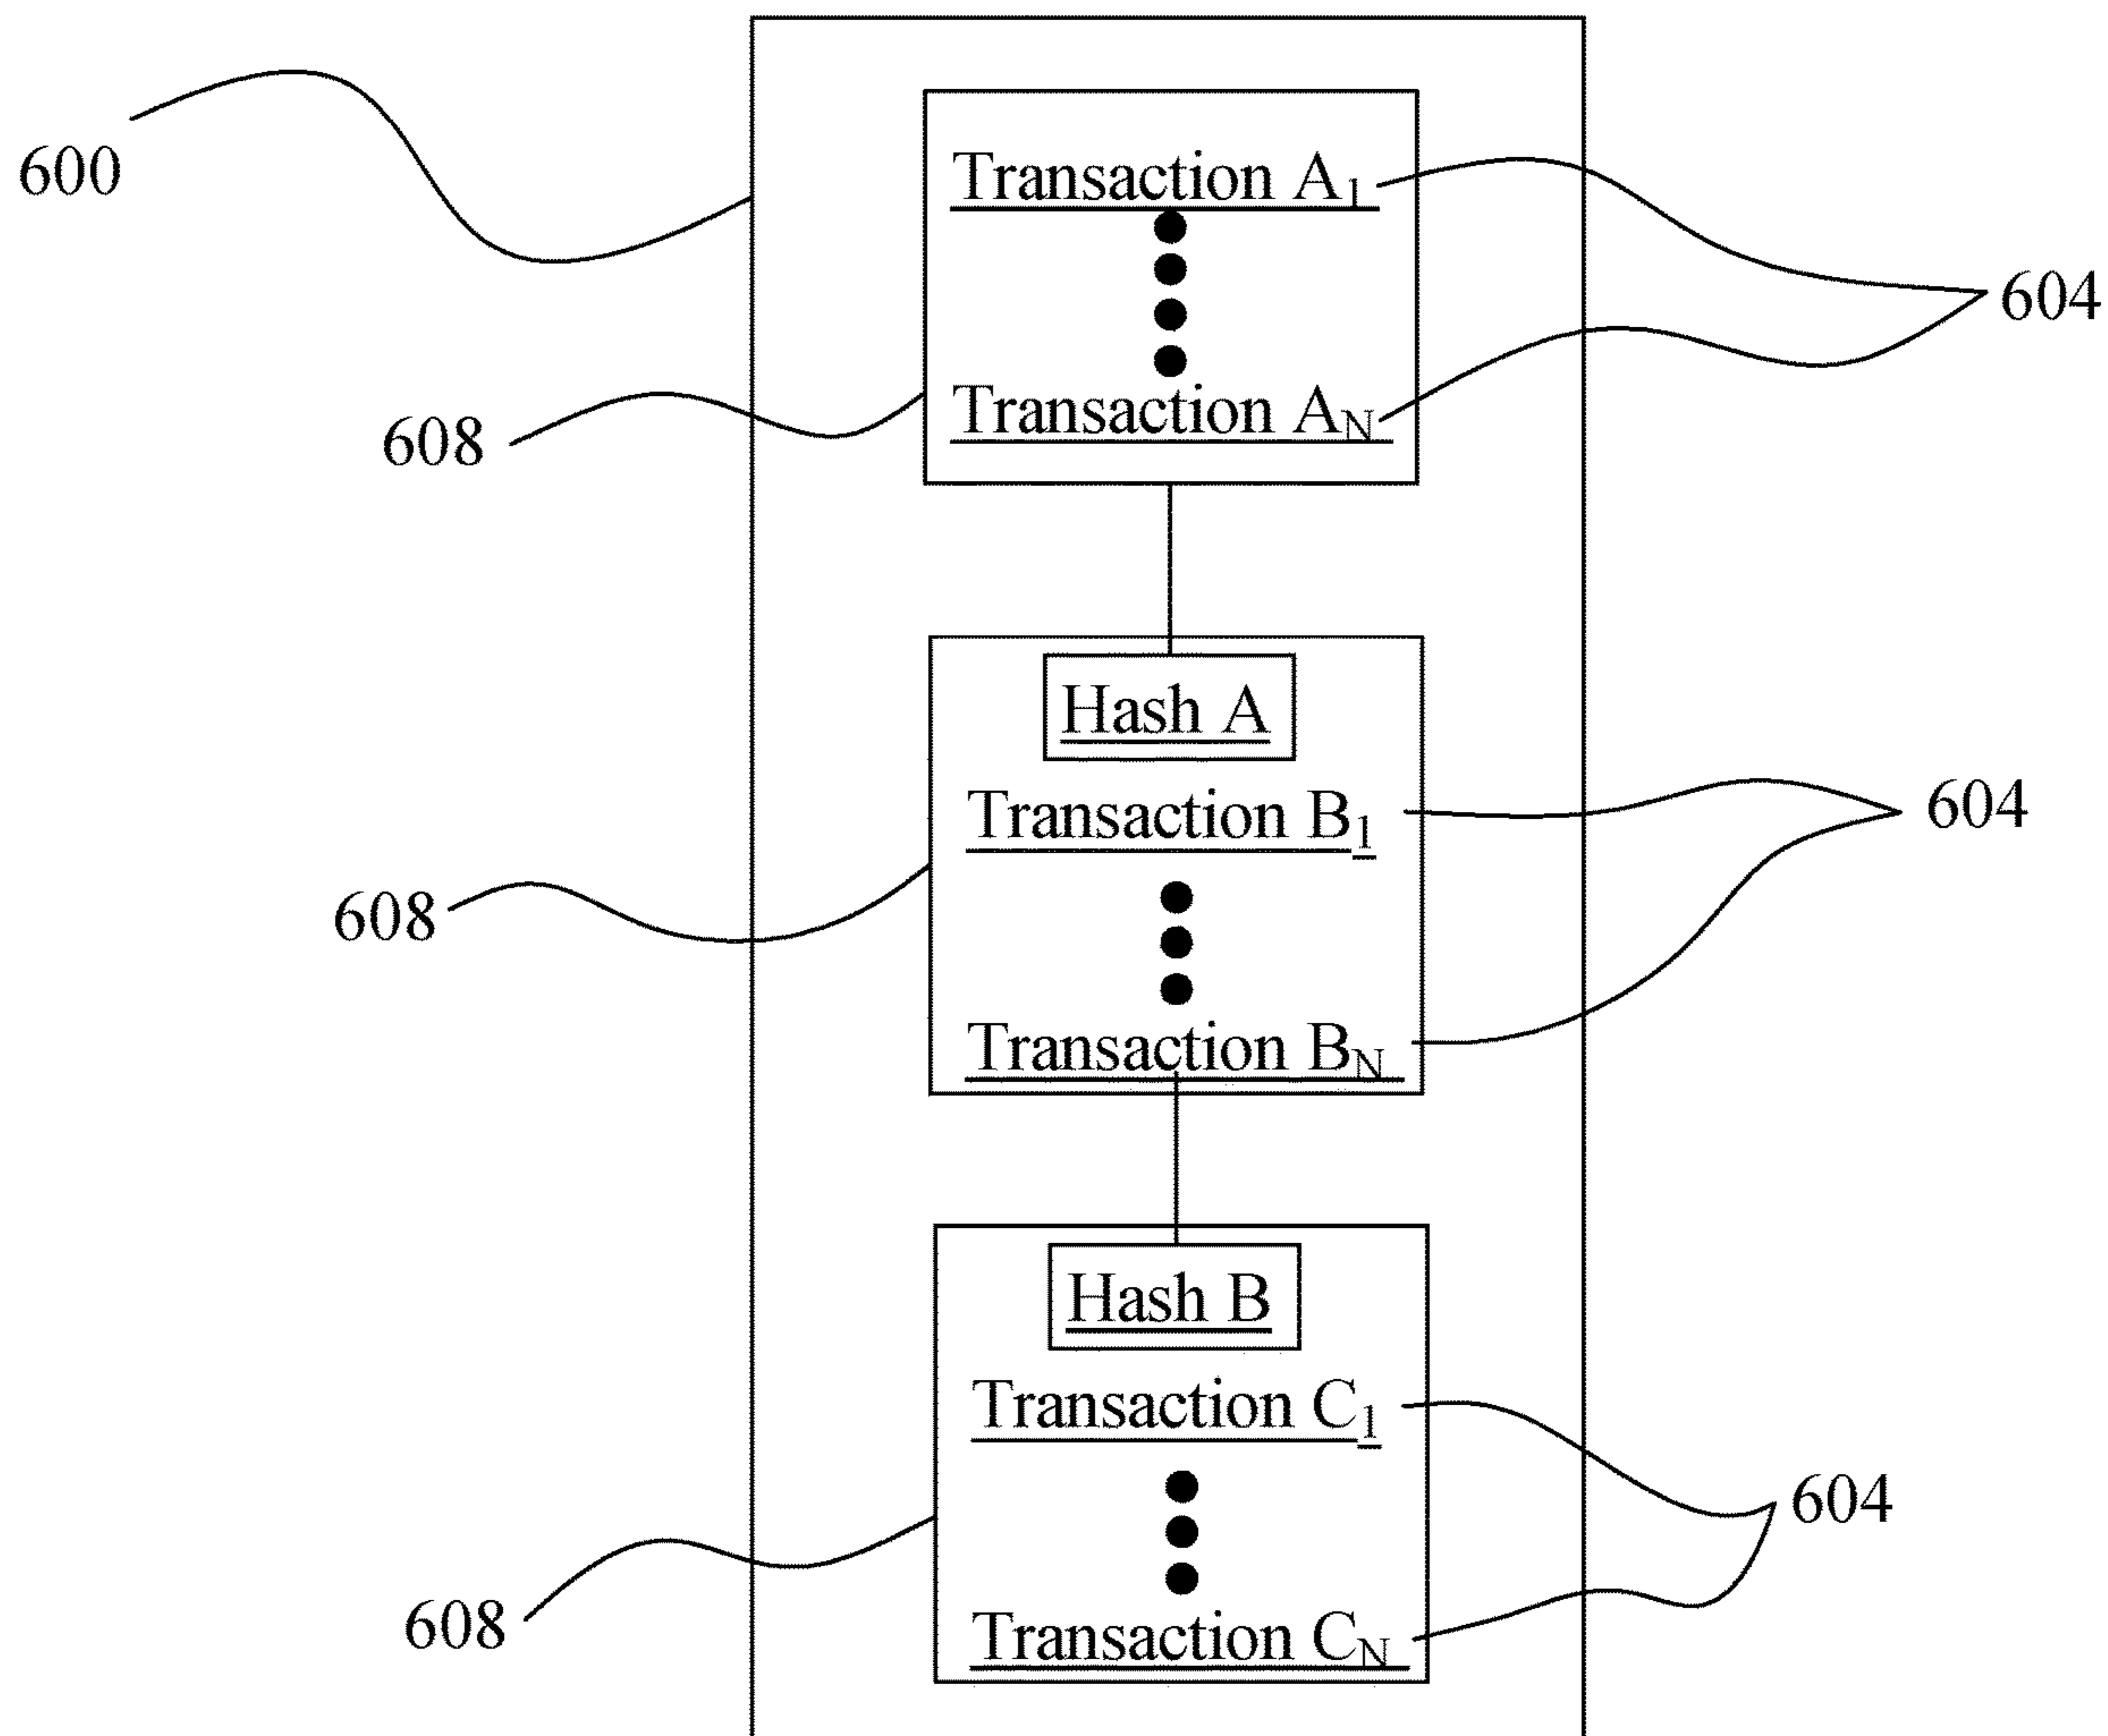 600
Transaction A₁
604
608
Transaction Aₙ
Hash A
Transaction B₁
604
608
Transaction Bₙ
Hash B
Transaction C₁
604
608
Transaction Cₙ